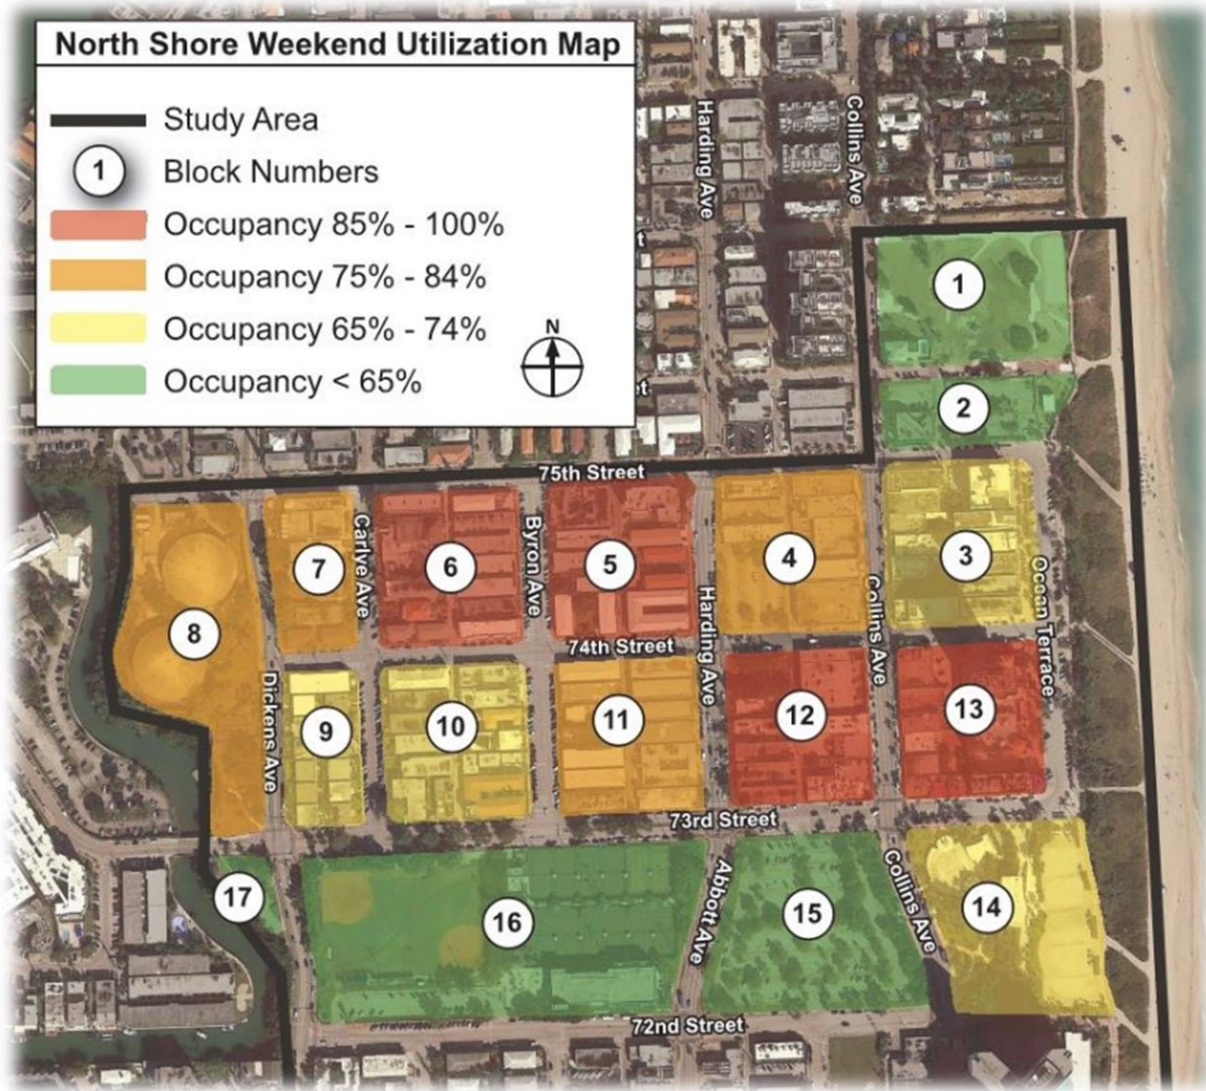 North Shore Weekend Utilization Map
Study Area
1
Block Numbers
Occupancy 85% - 100%
Occupancy 75% - 84%
Occupancy 65% - 74%
N
Occupancy < 65%
Harding Ave
Collins Ave
1
2
75th Street
Carlye Ave
Byron Ave
3
4
5
6
7
8
Ocean Terrace
Collins Ave
Harding Ave
74th Street
Dickens Ave
9
10
11
12
13
73rd Street
17
16
Abbott Ave
15
Collins Ave
14
72nd Street